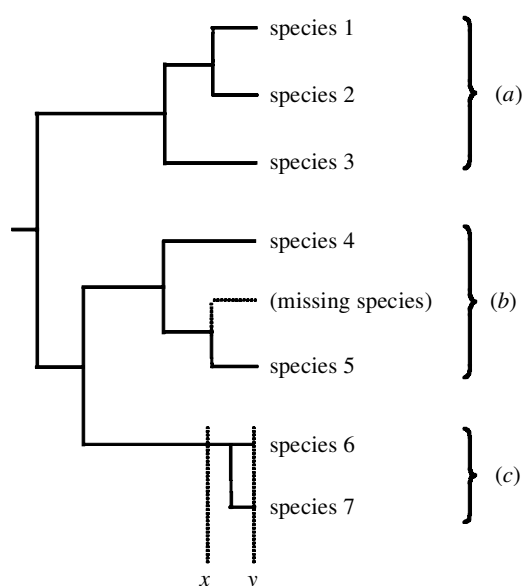 species 1
(a)
species 2
species 3
species 4
(missing species)
(b)
species 5
species 6
(c)
species 7
x
y